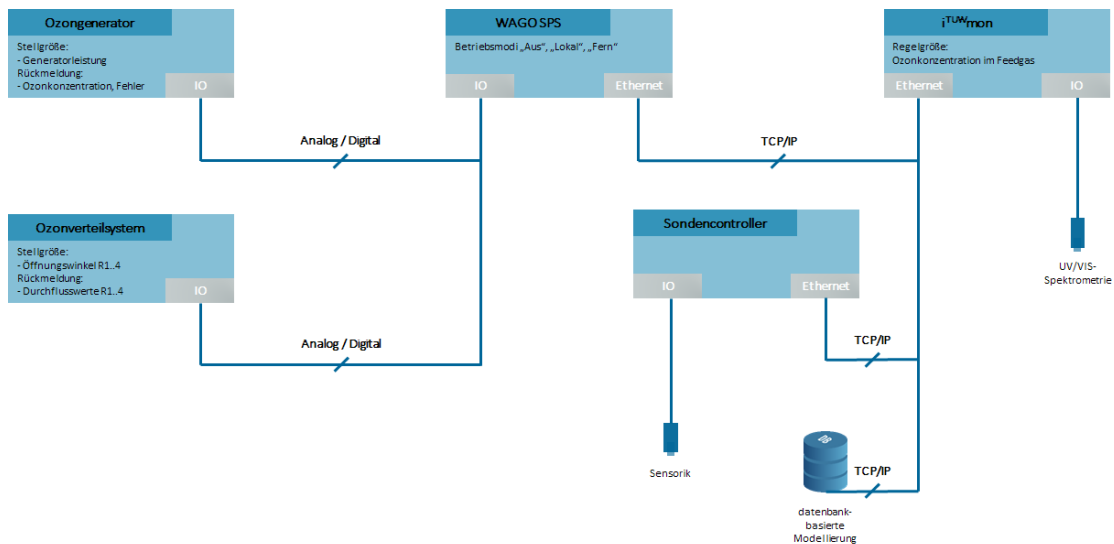 Ozongenerator
Stellgröße:
- Generatorleistung
Rückmeldung:
- Ozonkonzentration, Fehler
IO
WAGO SPS
Betriebsmodi „Aus“, „Lokal“, „Fern“
IO
Ethernet
iTUWmon
Regelgröße:
Ozonkonzentration im Feedgas
Ethernet
IO
Analog / Digital
TCP/IP
Ozonverteilsystem
Stellgröße:
- Öffnungswinkel R1..4
Rückmeldung:
- Durchflusswerte R1..4
IO
Sondencontroller
IO
Ethernet
UV/VIS-
Spektrometrie
Analog / Digital
TCP/IP
Sensorik
TCP/IP
datenbank-
basierte
Modellierung